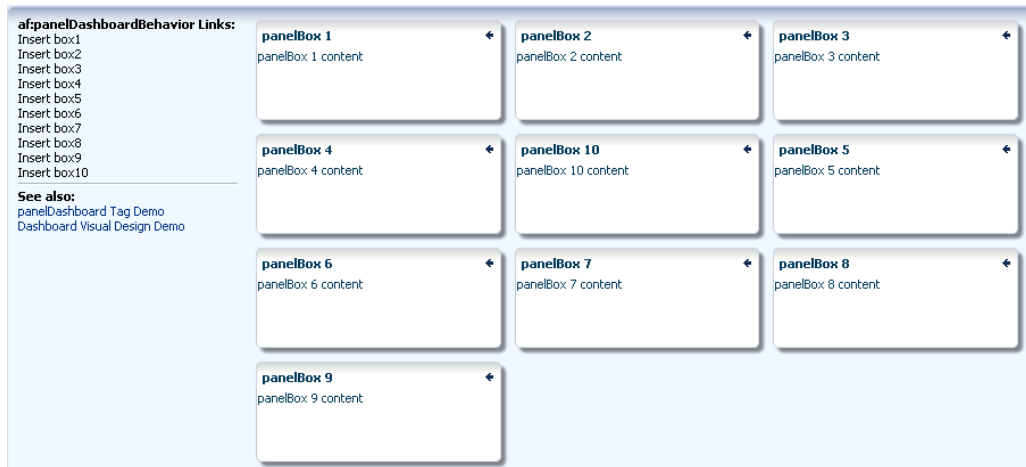 af:panelDashboardBehavior Links:
Insert box1
Insert box2
Insert box3
Insert box4
Insert box5
Insert box6
Insert box7
Insert box8
Insert box9
Insert box10
See also:
panelDashboard Tag Demo
Dashboard Visual Design Demo
panelBox 1
panelBox 1 content
panelBox 2
panelBox 2 content
panelBox 3
panelBox 3 content
panelBox 4
panelBox 4 content
panelBox 10
panelBox 10 content
panelBox 5
panelBox 5 content
panelBox 6
panelBox 6 content
panelBox 7
panelBox 7 content
panelBox 8
panelBox 8 content
panelBox 9
panelBox 9 content